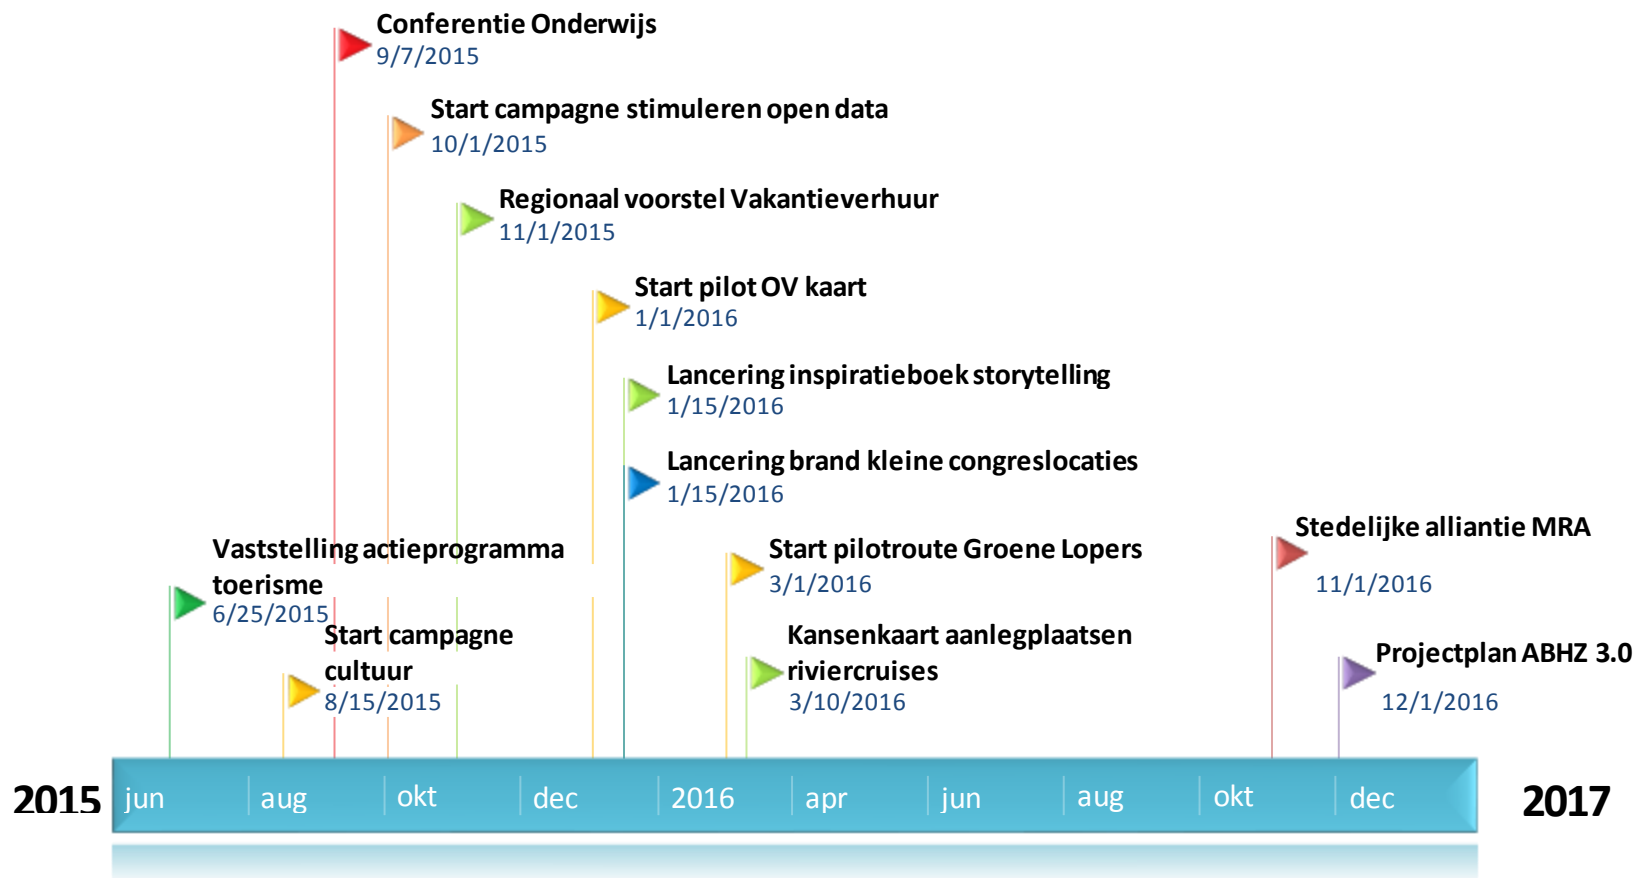 Conferentie Onderwijs
9/7/2015
Start campagne stimuleren open data
10/1/2015
Regionaal voorstel Vakantieverhuur
11/1/2015
Start pilot OV kaart
1/1/2016
Lancering inspiratieboek storytelling
1/15/2016
Lancering brand kleine congreslocaties
1/15/2016
Vaststelling actieprogramma
toerisme
6/25/2015
Start campagne
cultuur
8/15/2015
Start pilotroute Groene Lopers
3/1/2016
Kansenkaart aanlegplaatsen
riviercruises
3/10/2016
Stedelijke alliantie MRA
11/1/2016
Projectplan ABHZ 3.0
12/1/2016
2015 jun aug okt dec 2016 apr jun aug okt dec 2017